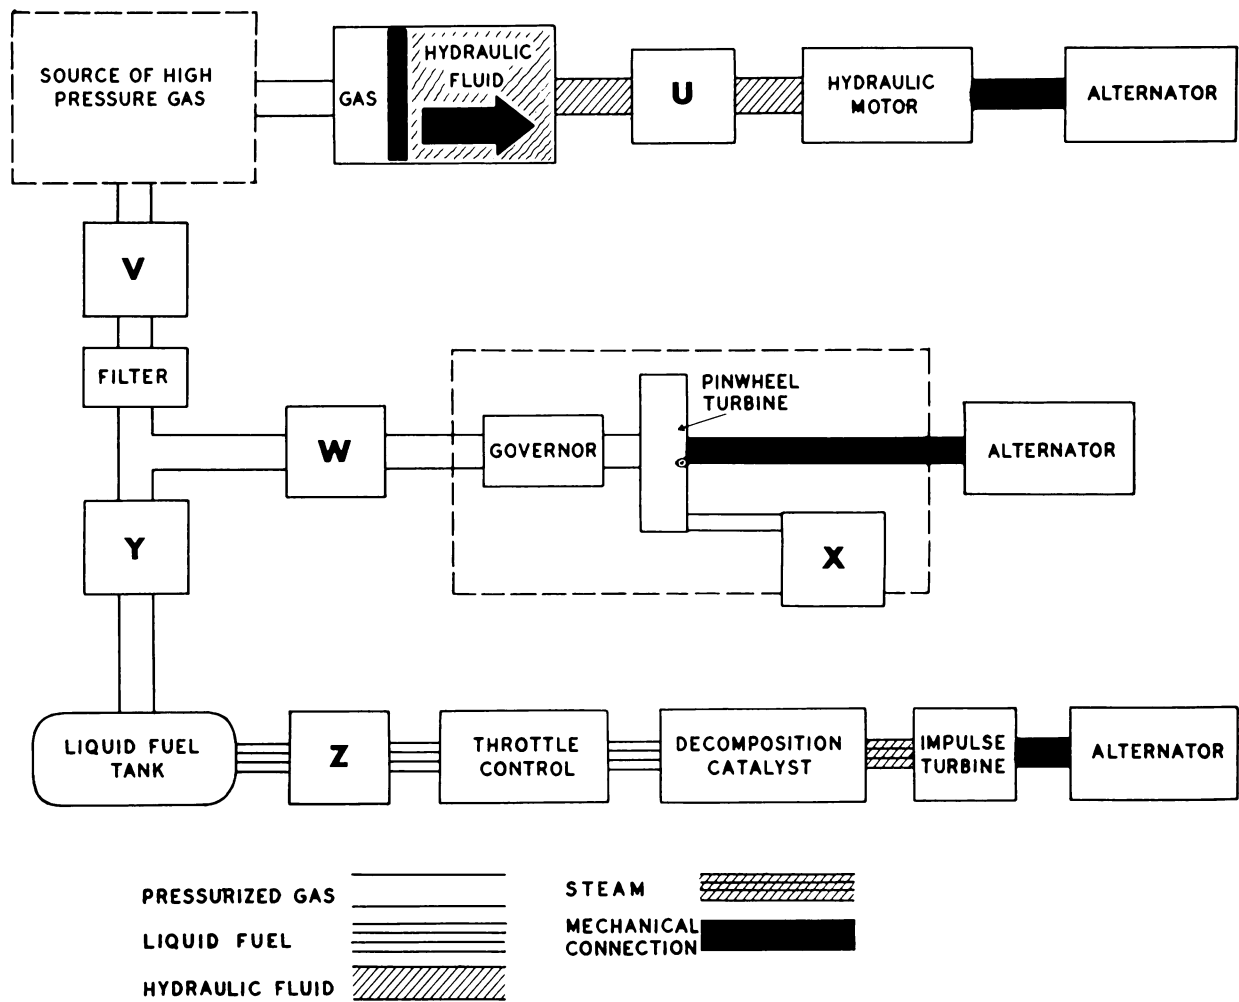 SOURCE OF HIGH
PRESSURE GAS
GAS
HYDRAULIC
FLUID
U
HYDRAULIC
MOTOR
ALTERNATOR
V
FILTER
W
GOVERNOR
PINWHEEL
TURBINE
ALTERNATOR
X
Y
LIQUID FUEL
TANK
Z
THROTTLE
CONTROL
DECOMPOSITION
CATALYST
IMPULSE
TURBINE
ALTERNATOR
PRESSURIZED GAS
LIQUID FUEL
HYDRAULIC FLUID
STEAM
MECHANICAL
CONNECTION